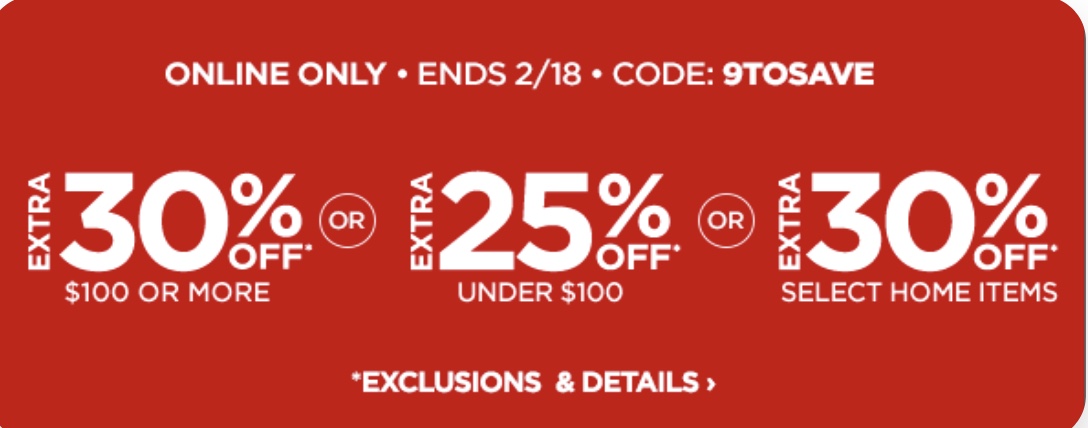 ONLINE ONLY • ENDS 2/18 • CODE: 9TOSAVE
EXTRA 30% OFF*
$100 OR MORE
OR
EXTRA 25% OFF*
UNDER $100
OR
EXTRA 30% OFF*
SELECT HOME ITEMS
*EXCLUSIONS & DETAILS ›